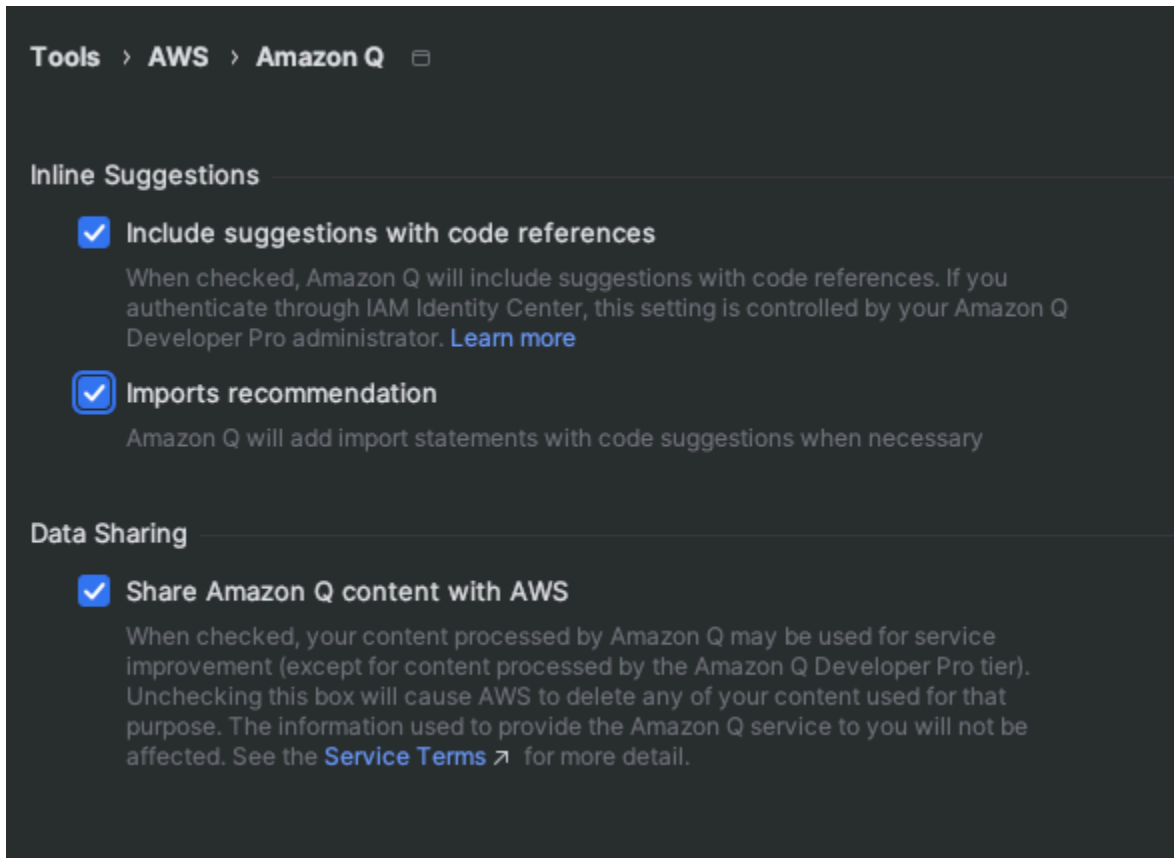 Tools › AWS › Amazon Q
Inline Suggestions
Include suggestions with code references
When checked, Amazon Q will include suggestions with code references. If you
authenticate through IAM Identity Center, this setting is controlled by your Amazon Q
Developer Pro administrator. Learn more
Imports recommendation
Amazon Q will add import statements with code suggestions when necessary
Data Sharing
Share Amazon Q content with AWS
When checked, your content processed by Amazon Q may be used for service
improvement (except for content processed by the Amazon Q Developer Pro tier).
Unchecking this box will cause AWS to delete any of your content used for that
purpose. The information used to provide the Amazon Q service to you will not be
affected. See the Service Terms ↗ for more detail.